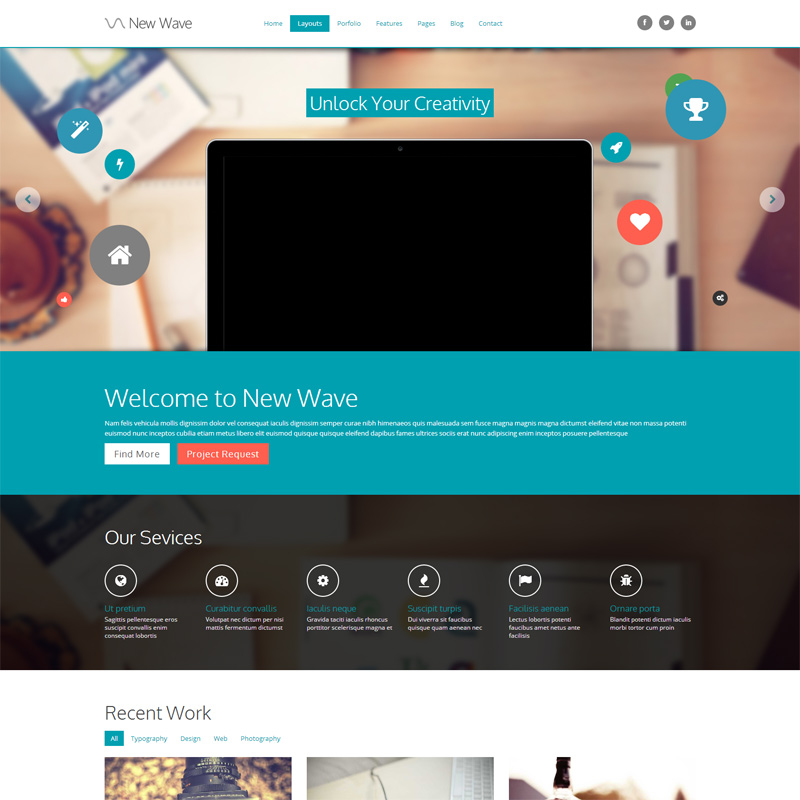 New Wave
Home Layouts Porfolio Features Pages Blog Contact
Unlock Your Creativity
Welcome to New Wave
Nam felis vehicula mollis dignissim dolor vel consequat iaculis dignissim semper curae nibh himenaeos quis malesuada sem fusce magna magnis magna dictumst eleifend vitae non massa potenti
euismod nunc inceptos cubilia etiam metus libero elit euismod quisque quisque eleifend dapibus fames ultrices sociis erat nunc adipiscing enim inceptos posuere pellentesque
Find More Project Request
Our Sevices
Ut pretium
Sagittis pellentesque eros
suscipit convallis enim
consequat lobortis
Curabitur convallis
Volutpat nec dictum per nisi
mattis fermentum dictumst
Iaculis neque
Gravida taciti iaculis rhoncus
porttitor scelerisque magna et
Suscipit turpis
Dui viverra sit faucibus
quisque quam aenean nec
Facilisis aenean
Lectus lobortis potenti
faucibus amet netus ante
facilisis
Ornare porta
Blandit potenti dictum iaculis
morbi tortor cum proin
Recent Work
All Typography Design Web Photography